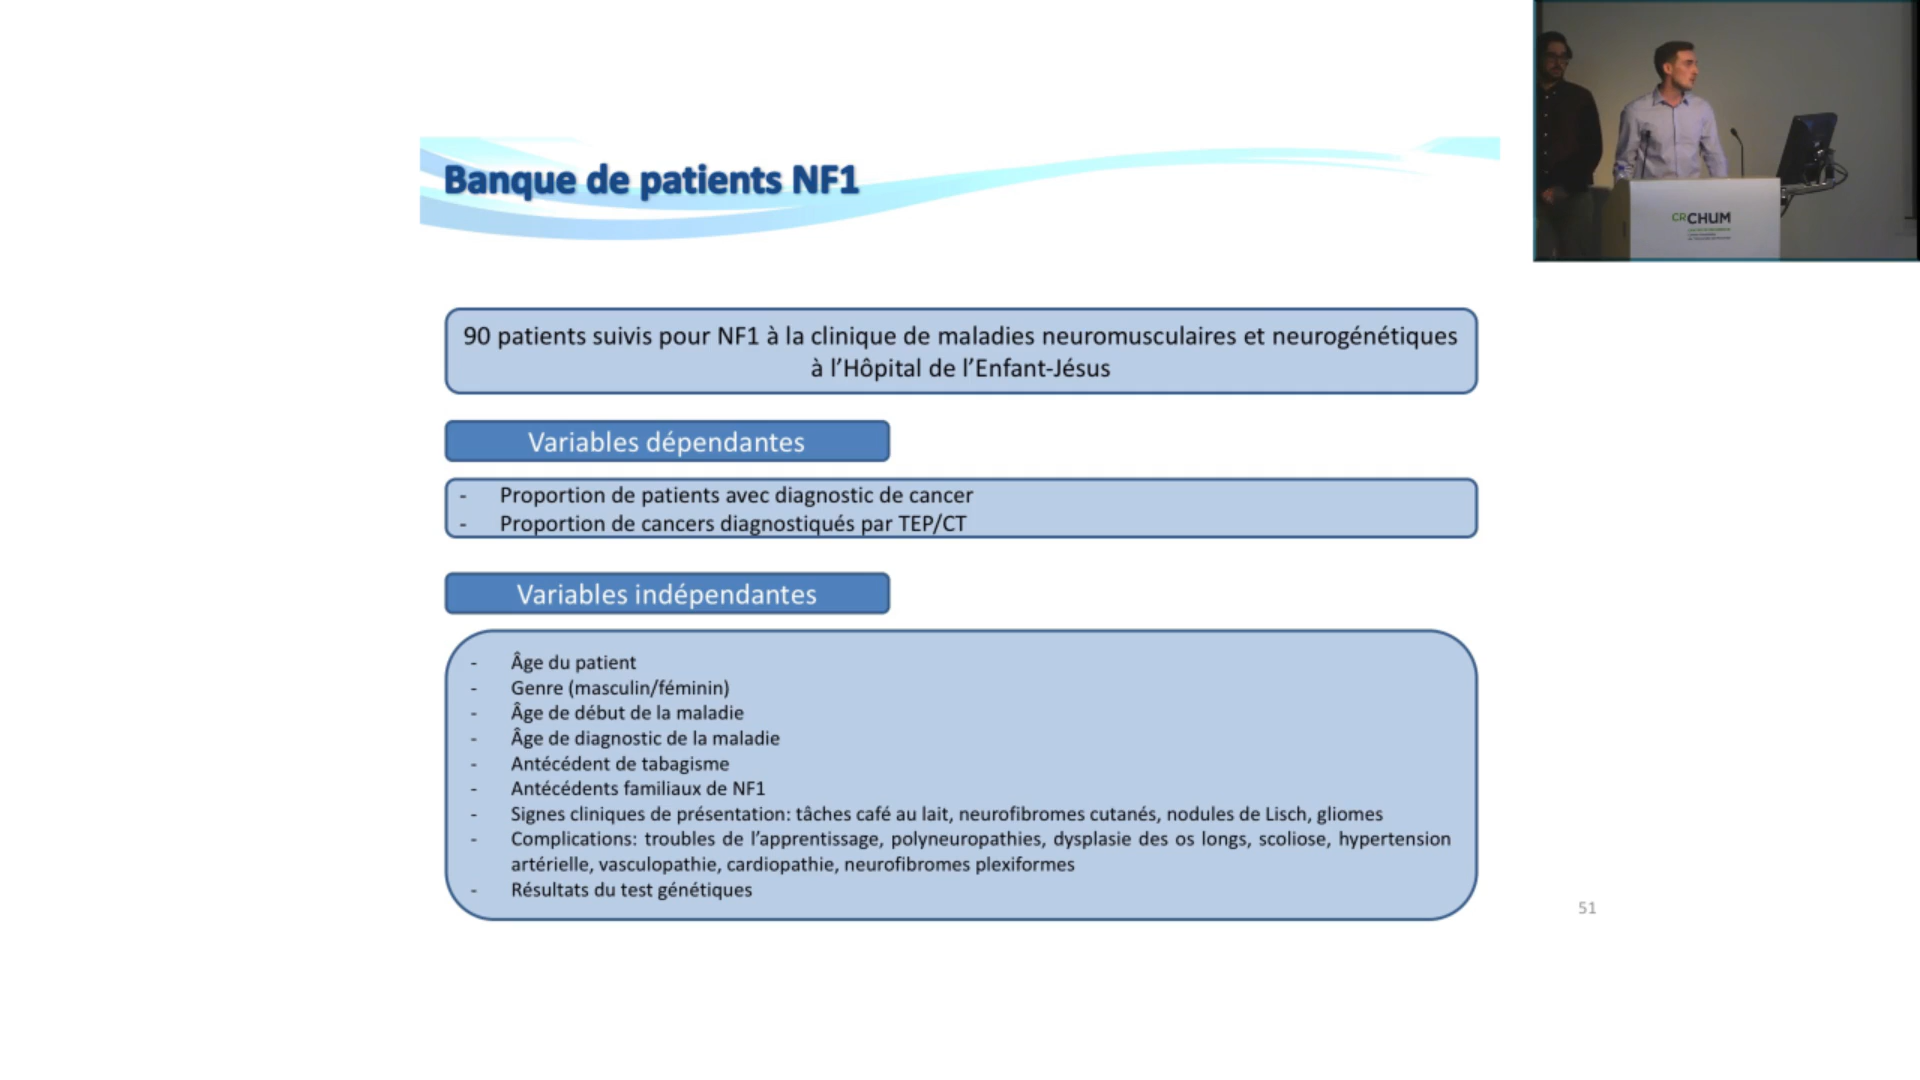 Banque de patients NF1
CRCHUM
90 patients suivis pour NF1 à la clinique de maladies neuromusculaires et neurogénétiques
à l’Hôpital de l’Enfant-Jésus
Variables dépendantes
- Proportion de patients avec diagnostic de cancer
- Proportion de cancers diagnostiqués par TEP/CT
Variables indépendantes
- Âge du patient
- Genre (masculin/féminin)
- Âge de début de la maladie
- Âge de diagnostic de la maladie
- Antécédent de tabagisme
- Antécédents familiaux de NF1
- Signes cliniques de présentation: tâches café au lait, neurofibromes cutanés, nodules de Lisch, gliomes
- Complications: troubles de l’apprentissage, polyneuropathies, dysplasie des os longs, scoliose, hypertension
artérielle, vasculopathie, cardiopathie, neurofibromes plexiformes
- Résultats du test génétiques
51